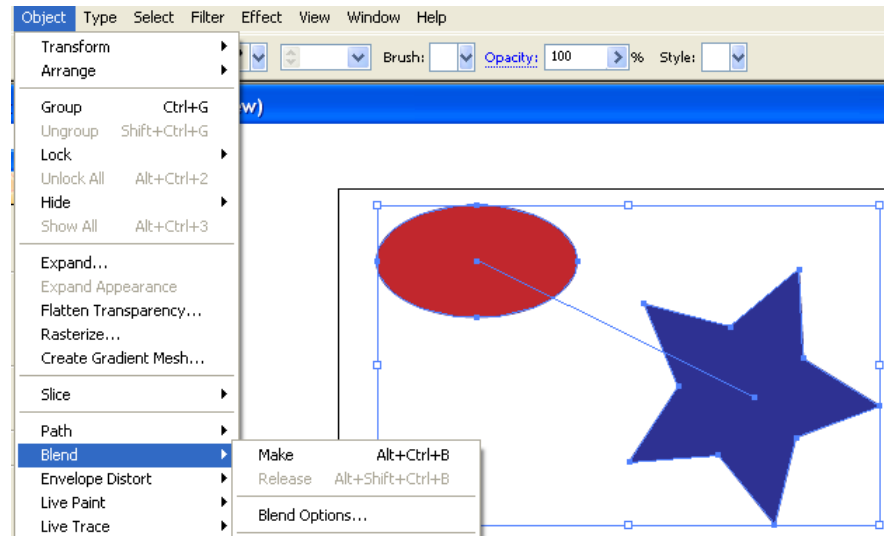 Object Type Select Filter Effect View Window Help
Transform
Arrange
Brush: Opacity: 100 % Style:
Group Ctrl+G
w)
Ungroup Shift+Ctrl+G
Lock
Unlock All Alt+Ctrl+2
Hide
Show All Alt+Ctrl+3
Expand...
Expand Appearance
Flatten Transparency...
Rasterize...
Create Gradient Mesh...
Slice
Path
Blend
Envelope Distort
Live Paint
Live Trace
Make Alt+Ctrl+B
Release Alt+Shift+Ctrl+B
Blend Options...